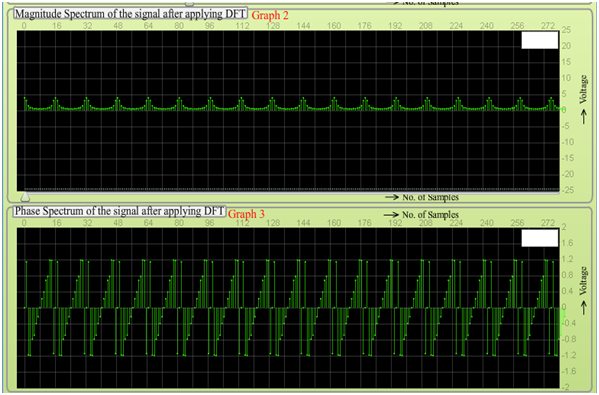 No. of Samples
Magnitude Spectrum of the signal after applying DFT Graph 2
0 16 32 48 64 80 96 112 128 144 160 176 192 208 224 240 256 272
25
20
15
10
5
0
-5
-10
-15
-20
-25
Voltage
No. of Samples
Phase Spectrum of the signal after applying DFT Graph 3
No. of Samples
0 16 32 48 64 80 96 112 128 144 160 176 192 208 224 240 256 272
2
1.6
1.2
0.8
0.4
0
-0.4
-0.8
-1.2
-1.6
-2
Voltage